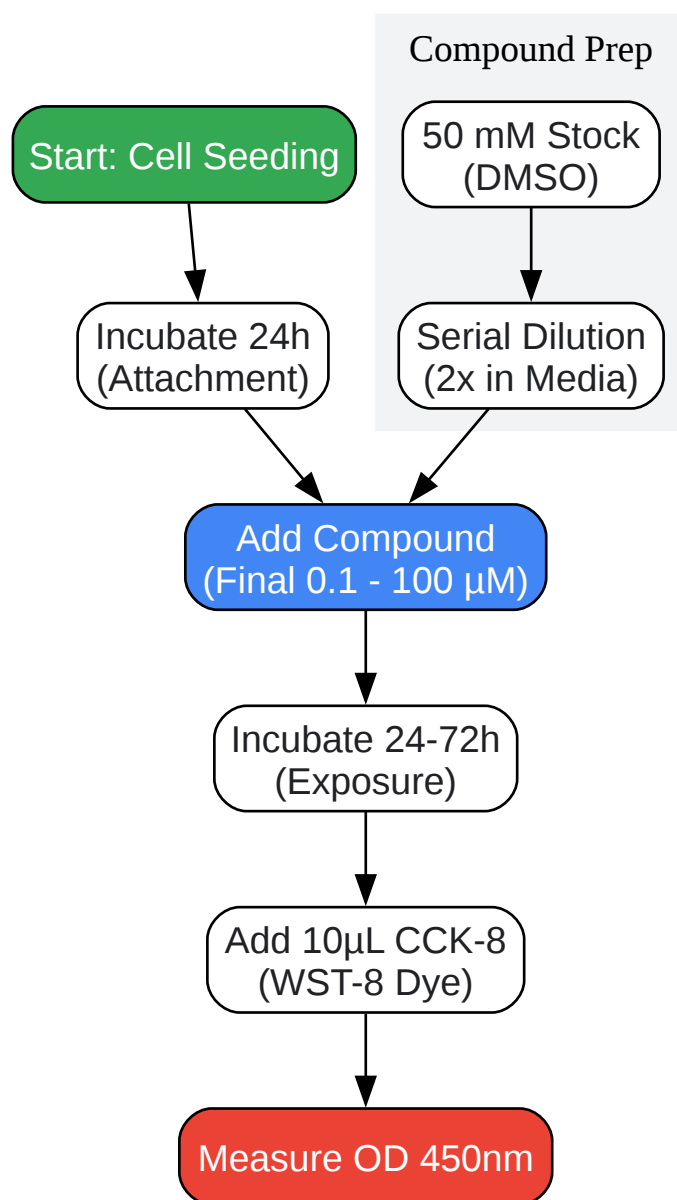 Compound Prep
Start: Cell Seeding
50 mM Stock
(DMSO)
Incubate 24h
(Attachment)
Serial Dilution
(2x in Media)
Add Compound
(Final 0.1 - 100 µM)
Incubate 24-72h
(Exposure)
Add 10µL CCK-8
(WST-8 Dye)
Measure OD 450nm